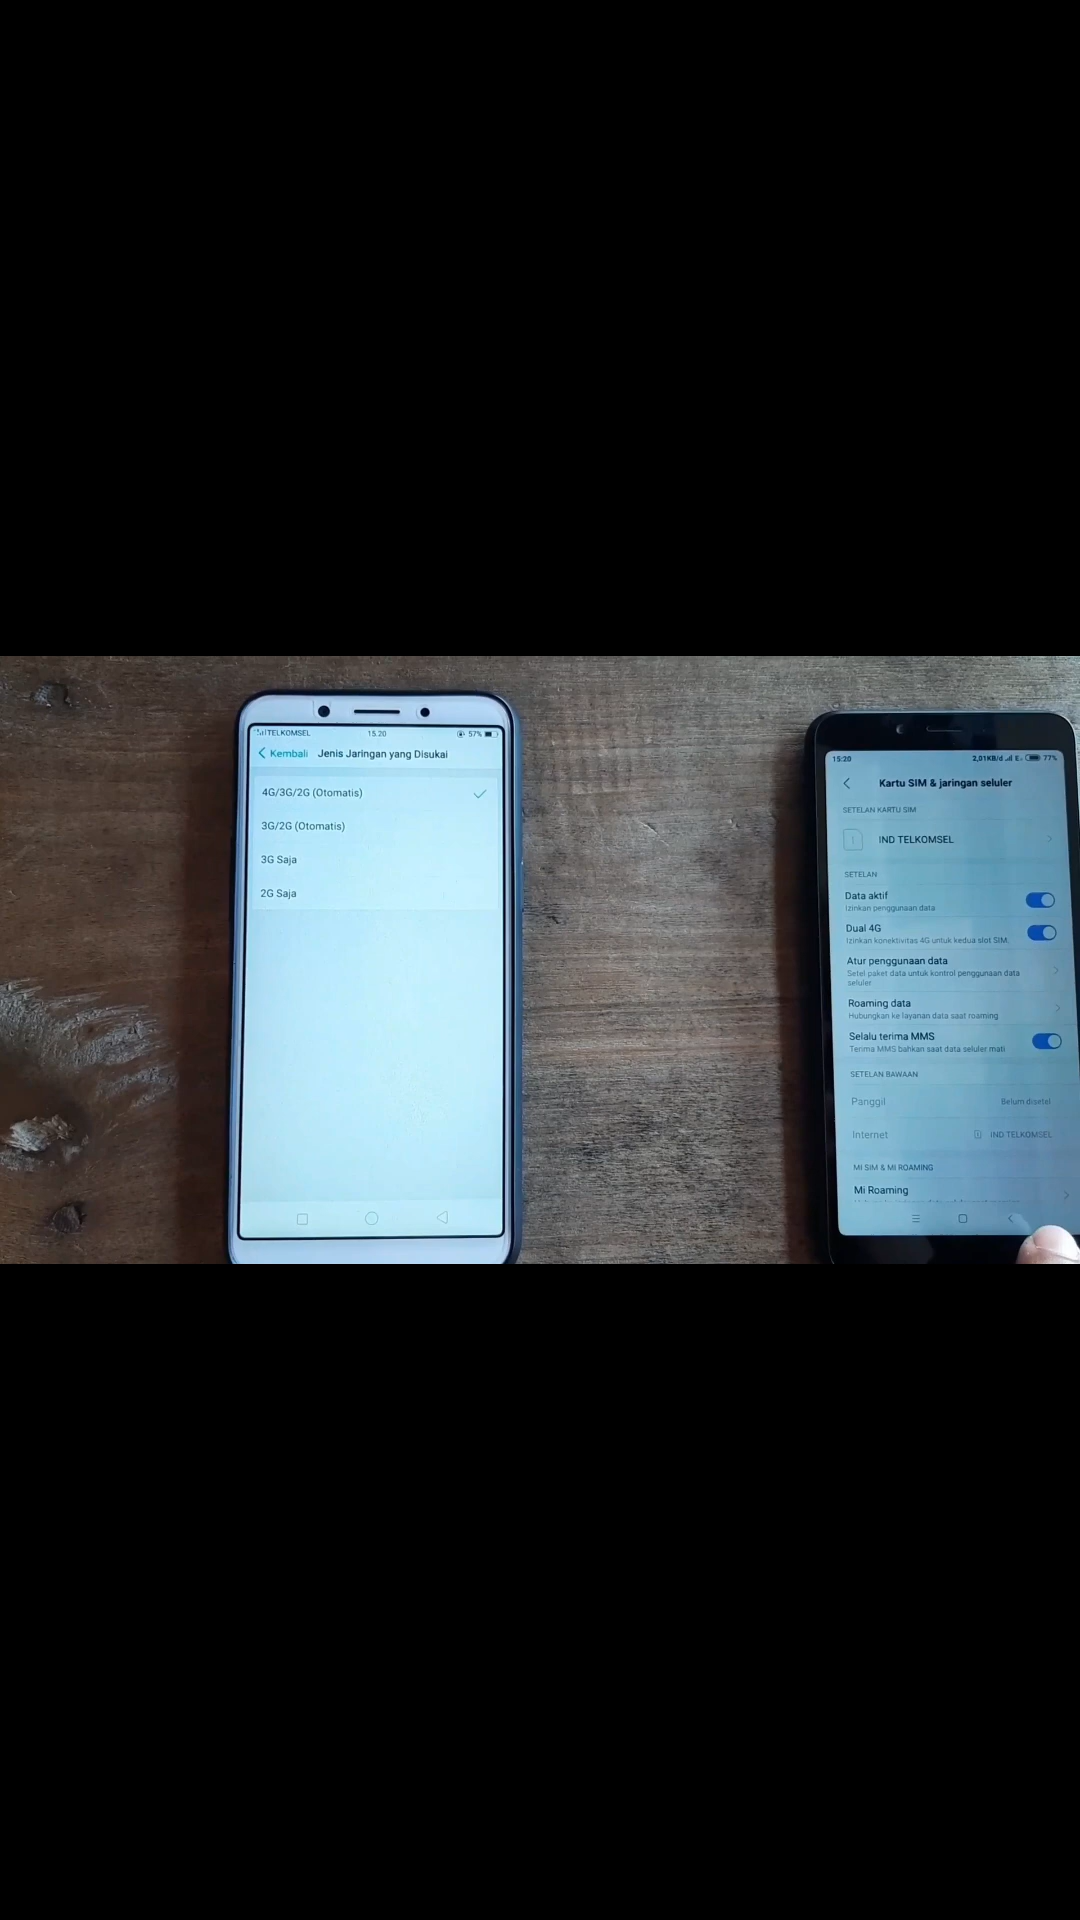 TELKOMSEL 15.20 57%
Kembali Jenis Jaringan yang Disukai
4G/3G/2G (Otomatis)
3G/2G (Otomatis)
3G Saja
2G Saja
15:20 2,01KB/d E 77%
Kartu SIM & jaringan seluler
SETELAN KARTU SIM
1 IND TELKOMSEL
SETELAN
Data aktif
Izinkan penggunaan data
Dual 4G
Izinkan konektivitas 4G untuk kedua slot SIM.
Atur penggunaan data
Setel paket data untuk kontrol penggunaan data
seluler
Roaming data
Hubungkan ke layanan data saat roaming
Selalu terima MMS
Terima MMS bahkan saat data seluler mati
SETELAN BAWAAN
Panggil Belum disetel
Internet 1 IND TELKOMSEL
MI SIM & MI ROAMING
Mi Roaming